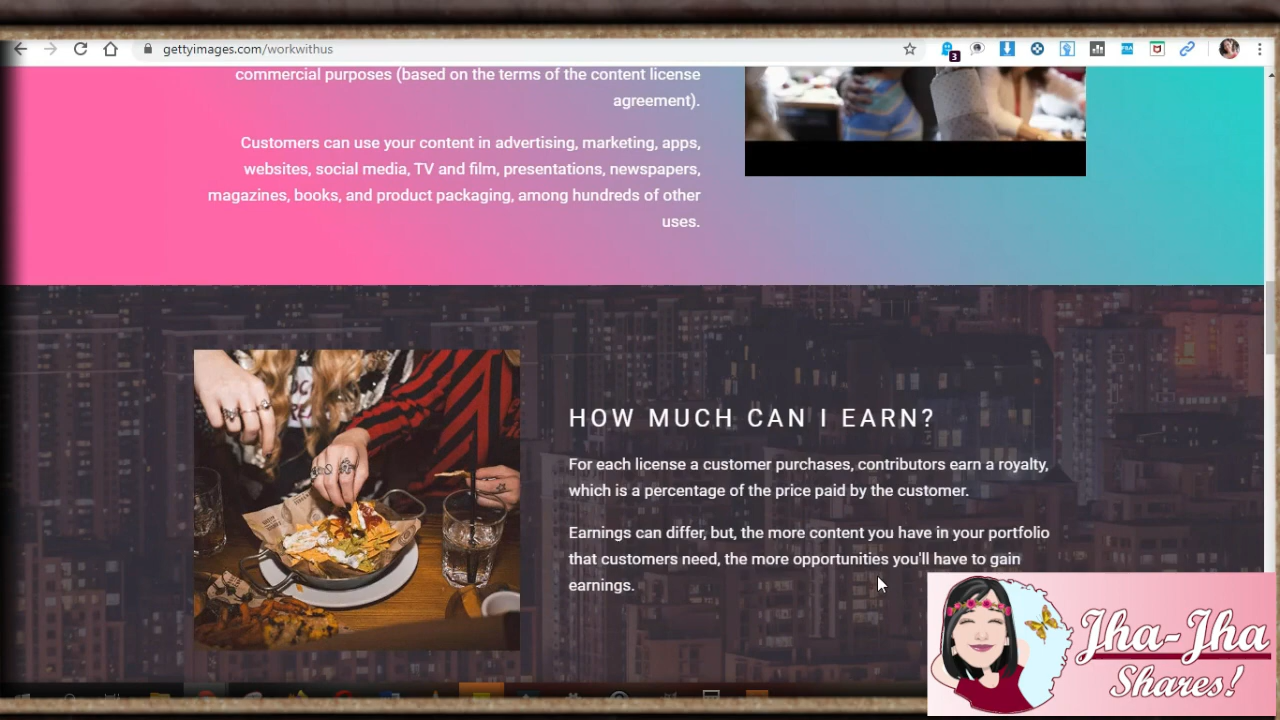 gettyimages.com/workwithus
3
commercial purposes (based on the terms of the content license
agreement).
Customers can use your content in advertising, marketing, apps,
websites, social media, TV and film, presentations, newspapers,
magazines, books, and product packaging, among hundreds of other
uses.
HOW MUCH CAN I EARN?
For each license a customer purchases, contributors earn a royalty,
which is a percentage of the price paid by the customer.
Earnings can differ, but, the more content you have in your portfolio
that customers need, the more opportunities you'll have to gain
earnings.
Jha-Jha
Shares!